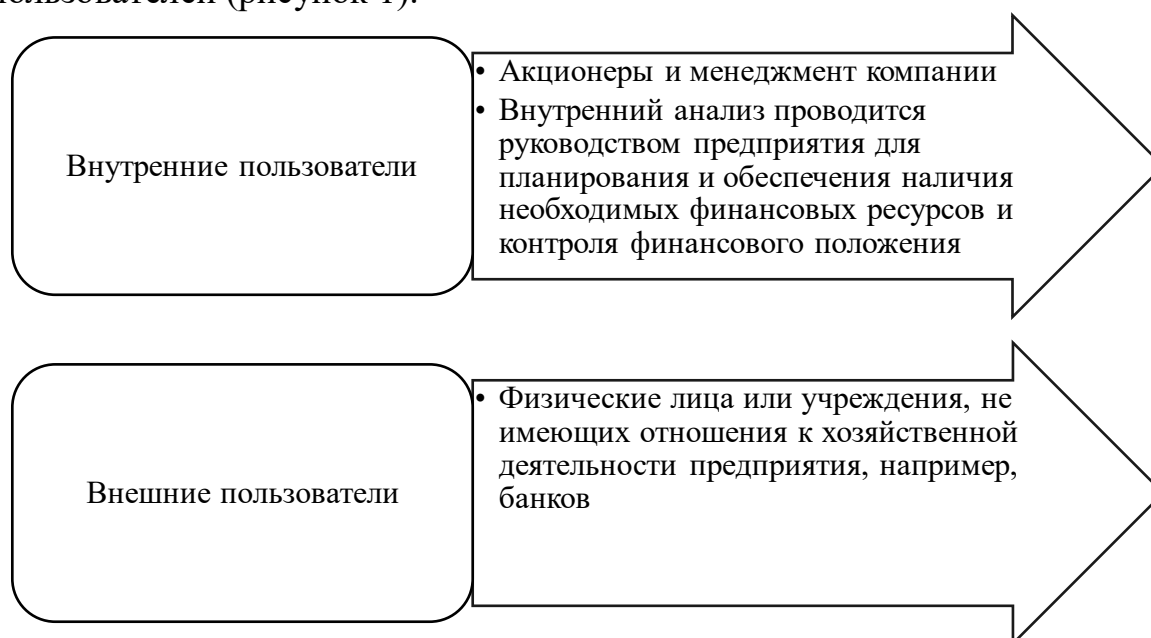 пользователей (рисунок 1).
Внутренние пользователи
• Акционеры и менеджмент компании
• Внутренний анализ проводится
руководством предприятия для
планирования и обеспечения наличия
необходимых финансовых ресурсов и
контроля финансового положения
Внешние пользователи
• Физические лица или учреждения, не
имеющих отношения к хозяйственной
деятельности предприятия, например,
банков